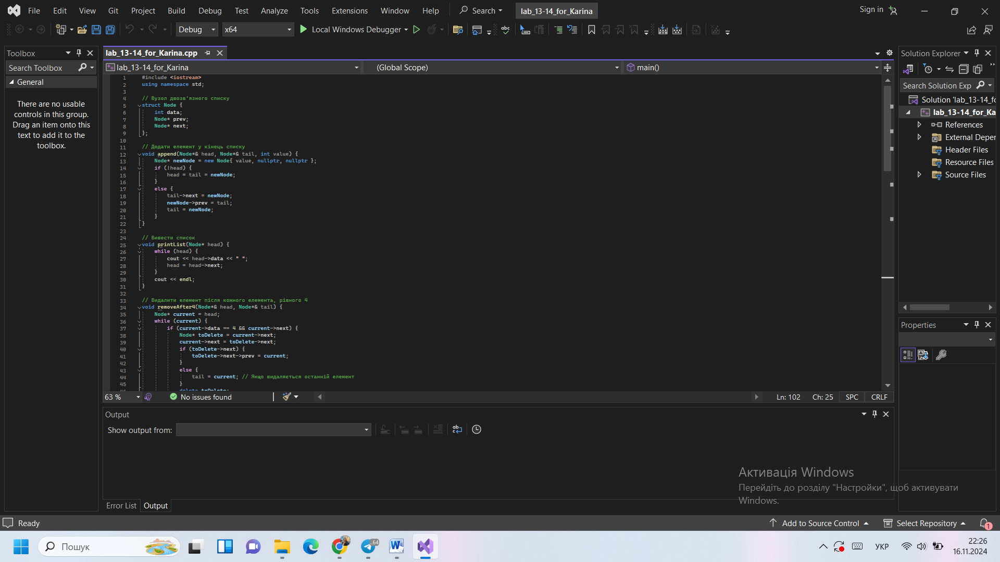 File Edit View Git Project Build Debug Test Analyze Tools Extensions Window Help Search lab_13-14_for_Karina Sign in
Debug x64 Local Windows Debugger
Toolbox
Search Toolbox
General
There are no usable
controls in this group.
Drag an item onto this
text to add it to the
toolbox.
lab_13-14_for_Karina.cpp
lab_13-14_for_Karina (Global Scope) main()
1 #include <iostream>
2 using namespace std;
3
4 // Вузол двозв'язного списку
5 struct Node {
6 int data;
7 Node* prev;
8 Node* next;
9 };
10
11 // Додати елемент у кінець списку
12 void append(Node*& head, Node*& tail, int value) {
13 Node* newNode = new Node{ value, nullptr, nullptr };
14 if (!head) {
15 head = tail = newNode;
16 }
17 else {
18 tail->next = newNode;
19 newNode->prev = tail;
20 tail = newNode;
21 }
22 }
23
24 // Вивести список
25 void printList(Node* head) {
26 while (head) {
27 cout << head->data << " ";
28 head = head->next;
29 }
30 cout << endl;
31 }
32
33 // Видалити елемент після кожного елемента, рівного 4
34 void removeAfter4(Node*& head, Node*& tail) {
35 Node* current = head;
36 while (current) {
37 if (current->data == 4 && current->next) {
38 Node* toDelete = current->next;
39 current->next = toDelete->next;
40 if (toDelete->next) {
41 toDelete->next->prev = current;
42 }
43 else {
44 tail = current; // Якщо видаляється останній елемент
45 }
46 delete toDelete;
63 % No issues found Ln: 102 Ch: 25 SPC CRLF
Output
Show output from:
Error List Output
Solution Explorer
Search Solution Exp
Solution 'lab_13-14_fo
lab_13-14_for_Ka
References
External Deper
Header Files
Resource Files
Source Files
Properties
Активація Windows
Перейдіть до розділу "Настройки", щоб активувати
Windows.
Ready Add to Source Control Select Repository 1
Пошук ..64 УКР 22:26
16.11.2024